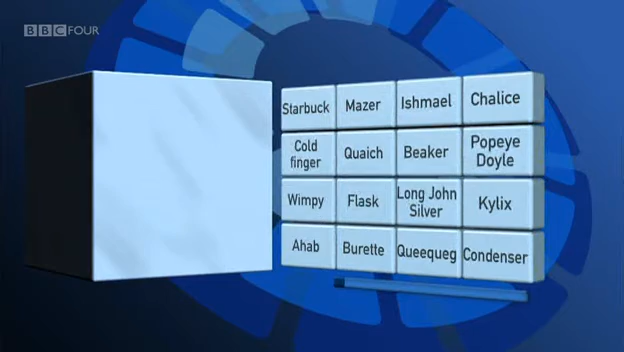 BBC FOUR
Starbuck
Mazer
Ishmael
Chalice
Cold
finger
Quaich
Beaker
Popeye
Doyle
Wimpy
Flask
Long John
Silver
Kylix
Ahab
Burette
Queequeg
Condenser